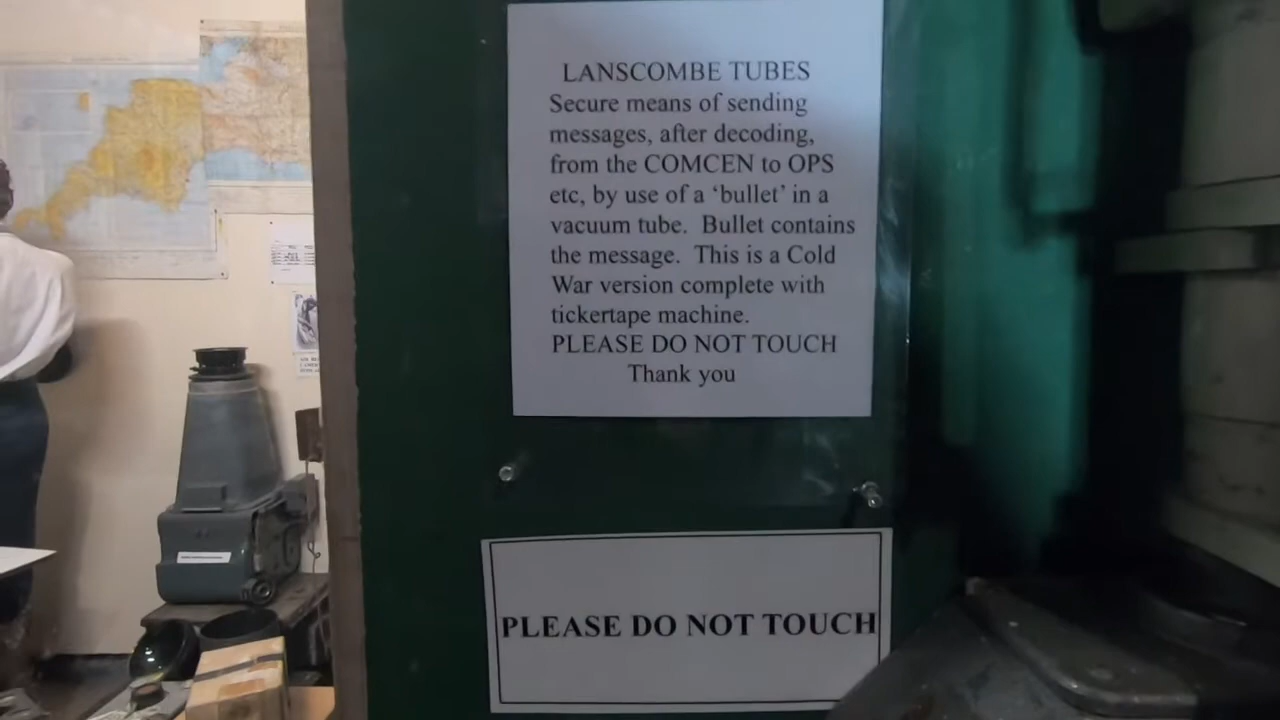 LANSCOMBE TUBES
Secure means of sending
messages, after decoding,
from the COMCEN to OPS
etc, by use of a ‘bullet’ in a
vacuum tube. Bullet contains
the message. This is a Cold
War version complete with
tickertape machine.
PLEASE DO NOT TOUCH
Thank you
PLEASE DO NOT TOUCH